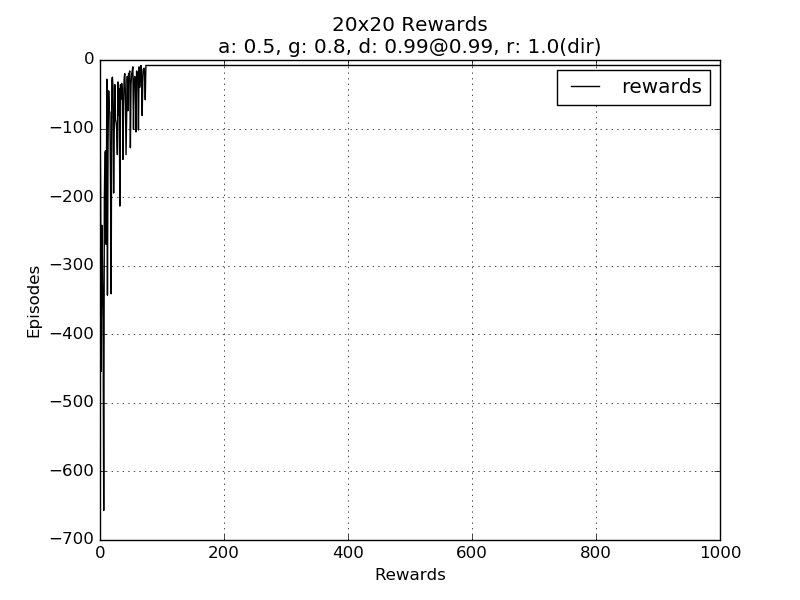 20x20 Rewards
a: 0.5, g: 0.8, d: 0.99@0.99, r: 1.0(dir)
rewards
0
−100
−200
−300
−400
−500
−600
−700
Episodes
0 200 400 600 800 1000
Rewards